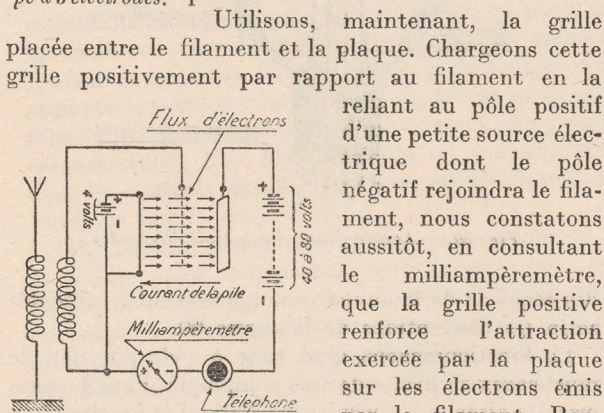 Utilisons, maintenant, la grille
placée entre le filament et la plaque. Chargeons cette
grille positivement par rapport au filament en la
reliant au pôle positif
d'une petite source élec-
trique dont le pôle
négatif rejoindra le fila-
ment, nous constatons
aussitôt, en consultant
le milliampèremètre,
que la grille positive
renforce l'attraction
exercée par la plaque
sur les électrons émis
Flux d'électrons
4 volts
+
-
+
40 à 80 volts
-
Courant de la pile
Milliampèremètre
Téléphone